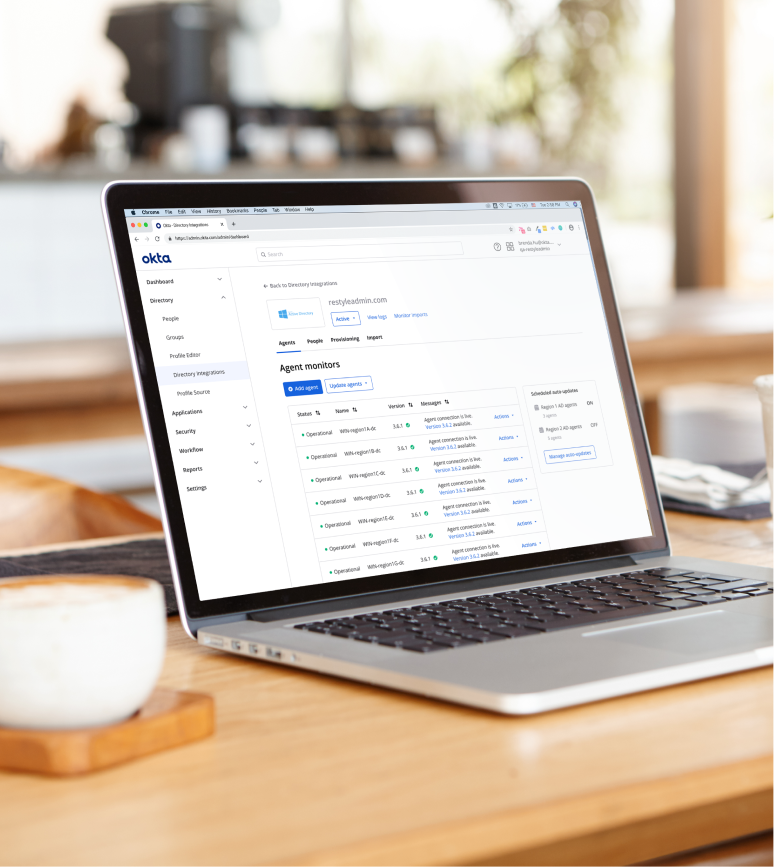 Chrome File Edit View History Bookmarks People Tab Window Help
Tue 2:58 PM
Okta - Directory Integrations x +
https://admin.okta.com/admin/dashboard
okta
Search
brenda.fu@okta...
Dashboard
Directory
People
Groups
Profile Editor
Directory Integrations
Profile Source
Applications
Security
Workflow
Reports
Settings
← Back to Directory Integrations
restyleadmin.com
Active Directory
Active View logs Monitor imports
Agents People Provisioning Import
Agent monitors
Add agent Update agents
Status Name Version Messages
Operational WIN-region1A-dc 3.6.1 Agent connection is live. Actions
Version 3.6.2 available.
Operational WIN-region1B-dc 3.6.1 Agent connection is live. Actions
Version 3.6.2 available.
Operational WIN-region1C-dc 3.6.1 Agent connection is live. Actions
Version 3.6.2 available.
Operational WIN-region1D-dc 3.6.1 Agent connection is live. Actions
Version 3.6.2 available.
Operational WIN-region1E-dc 3.6.1 Agent connection is live. Actions
Version 3.6.2 available.
Operational WIN-region1F-dc 3.6.1 Agent connection is live. Actions
Version 3.6.2 available.
Operational WIN-region1G-dc 3.6.1 Agent connection is live. Actions
Version 3.6.2 available.
Scheduled auto-updates
Region 1 AD agents ON
Region 2 AD agents OFF
Manage auto-updates